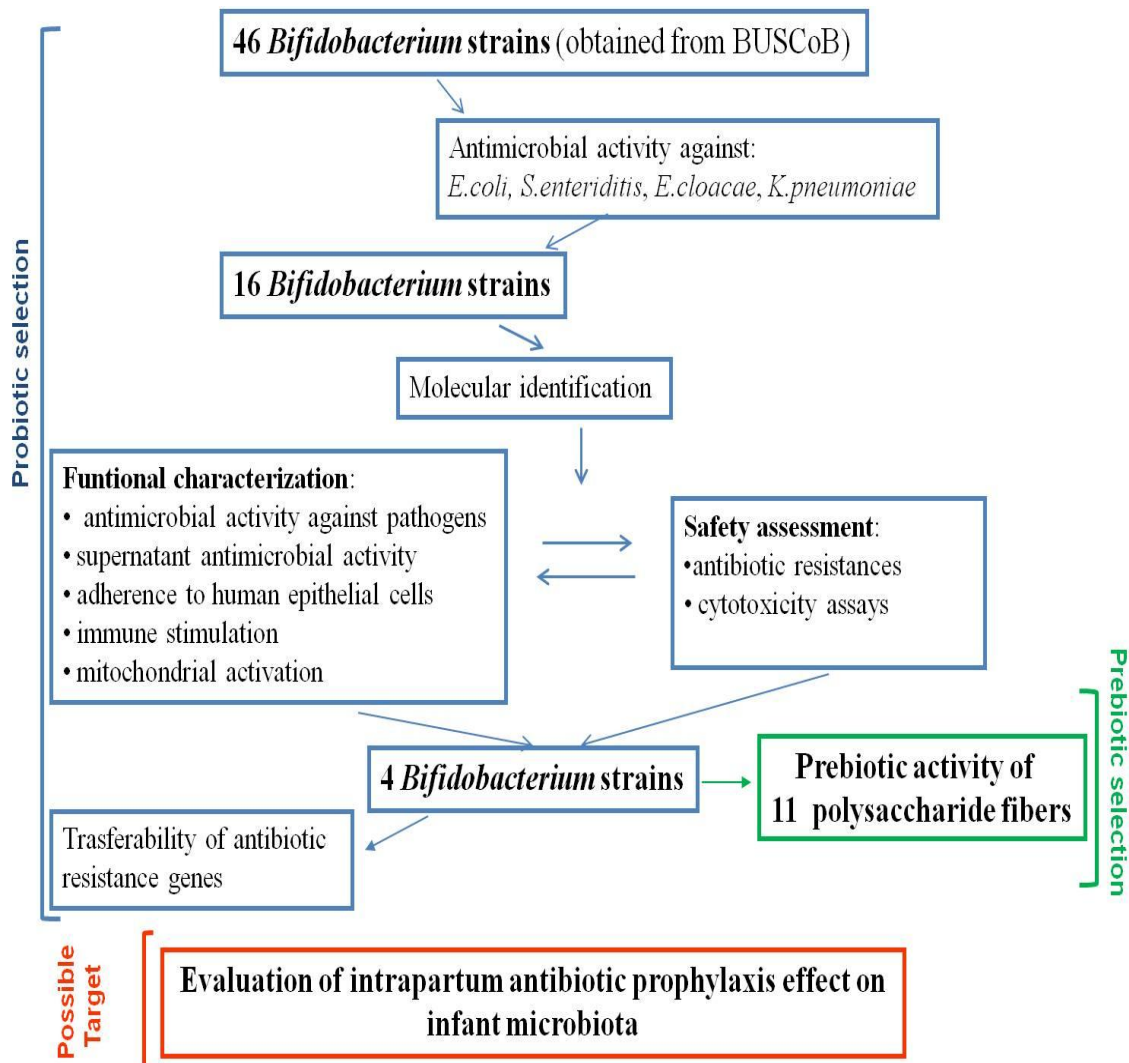 46 Bifidobacterium strains (obtained from BUSCoB)
Antimicrobial activity against:
E.coli, S.enteriditis, E.cloacae, K.pneumoniae
16 Bifidobacterium strains
Molecular identification
Probiotic selection
Funtional characterization:
• antimicrobial activity against pathogens
• supernatant antimicrobial activity
• adherence to human epithelial cells
• immune stimulation
• mitochondrial activation
Safety assessment:
•antibiotic resistances
• cytotoxicity assays
4 Bifidobacterium strains
Prebiotic activity of
11 polysaccharide fibers
Prebiotic selection
Trasferability of antibiotic
resistance genes
Possible
Target
Evaluation of intrapartum antibiotic prophylaxis effect on
infant microbiota